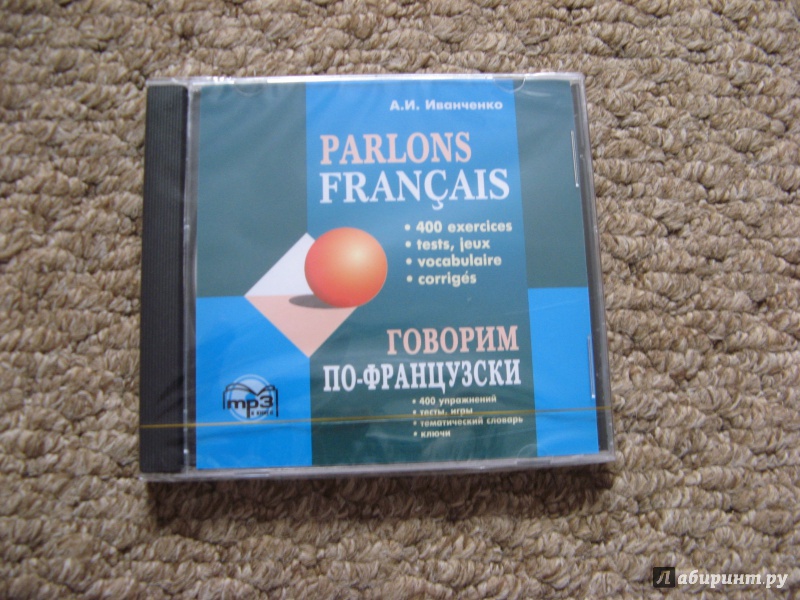 А.И. Иванченко
PARLONS
FRANÇAIS
• 400 exercices
• tests, jeux
• vocabulaire
• corrigés
ГОВОРИМ
ПО-ФРАНЦУЗСКИ
• 400 упражнений
• тесты, игры
• тематический словарь
• ключи
mp3
к книге
Лабиринт.ру